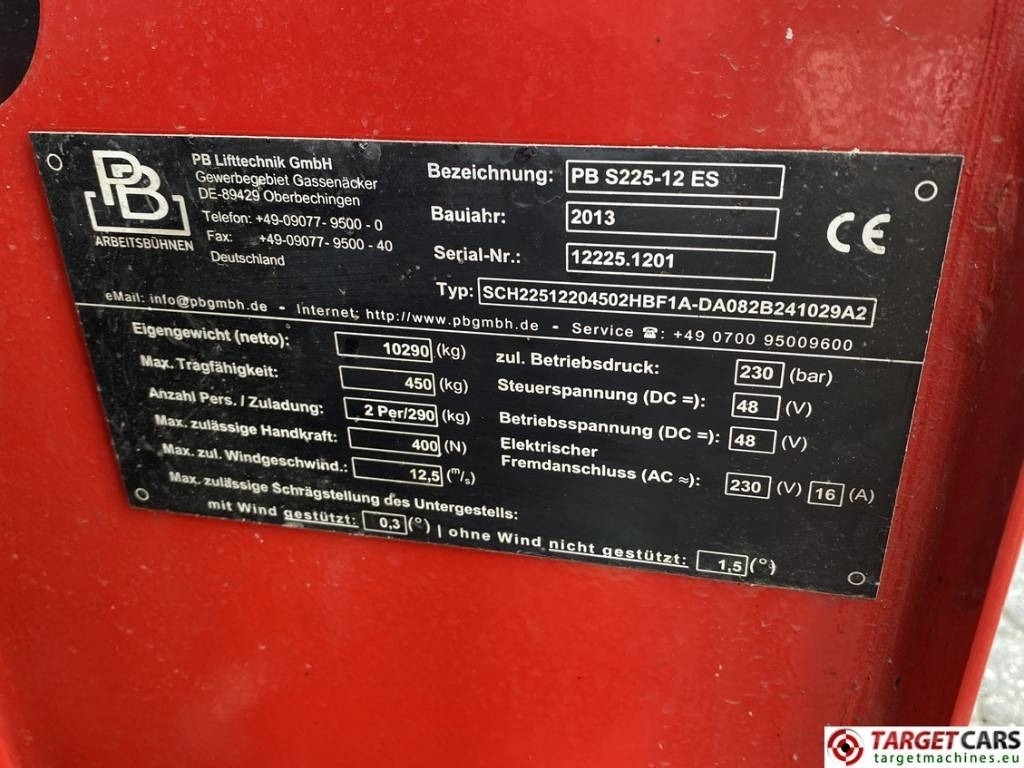 PB
ARBEITSBÜHNEN
PB Lifttechnik GmbH
Gewerbegebiet Gassenäcker
DE-89429 Oberbechingen
Telefon: +49-09077- 9500 - 0
Fax: +49-09077- 9500 - 40
Deutschland
Bezeichnung: PB S225-12 ES
Baujahr: 2013
Serial-Nr.: 12225.1201
Typ: SCH22512204502HBF1A-DA082B241029A2
CE
eMail: info@pbgmbh.de - Internet: http://www.pbgmbh.de - Service ☎: +49 0700 95009600
Eigengewicht (netto): 10290 (kg)
Max. Tragfähigkeit: 450 (kg)
Anzahl Pers. / Zuladung: 2 Per/290 (kg)
Max. zulässige Handkraft: 400 (N)
Max. zul. Windgeschwind.: 12,5 (m/s)
zul. Betriebsdruck: 230 (bar)
Steuerspannung (DC =): 48 (V)
Betriebsspannung (DC =): 48 (V)
Elektrischer
Fremdanschluss (AC ≈): 230 (V) 16 (A)
Max. zulässige Schrägstellung des Untergestells:
mit Wind gestützt: 0,3 (°) | ohne Wind nicht gestützt: 1,5 (°)
TARGETCARS
targetmachines.eu